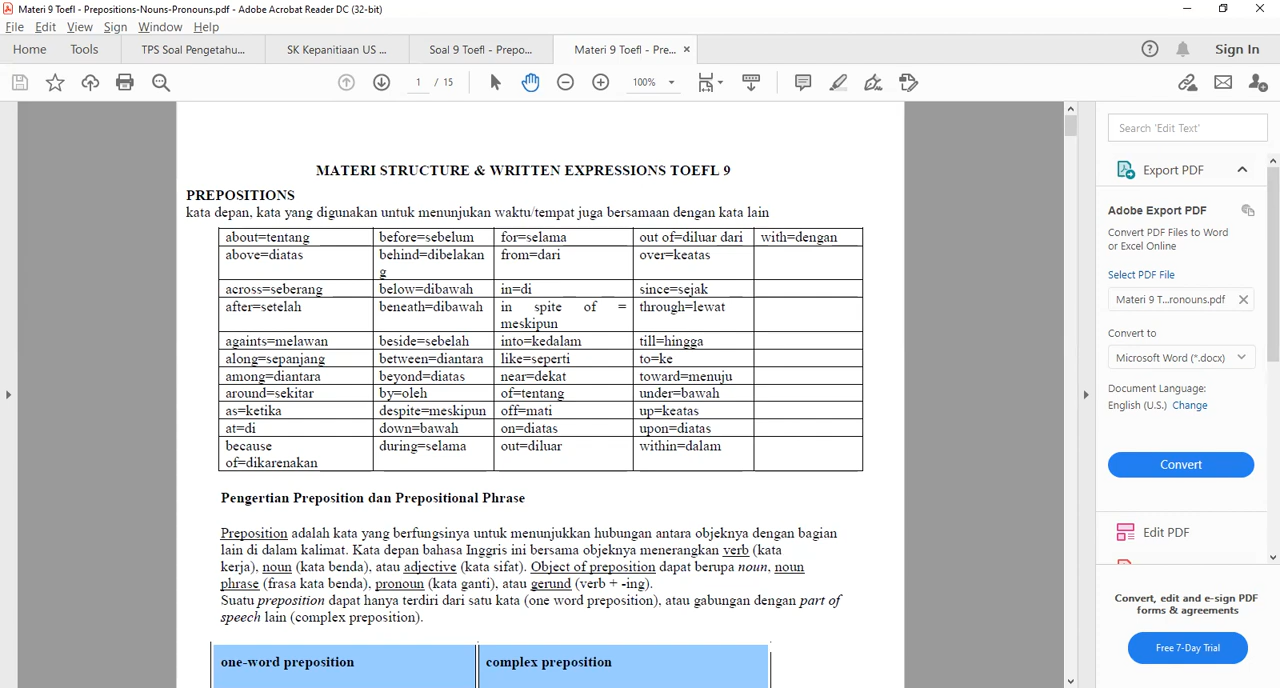 Materi 9 Toefl - Prepositions-Nouns-Pronouns.pdf - Adobe Acrobat Reader DC (32-bit)
File Edit View Sign Window Help
Home Tools TPS Soal Pengetahu... SK Kepanitiaan US ... Soal 9 Toefl - Prepo... Materi 9 Toefl - Pre... × Sign In
1 / 15 100%
MATERI STRUCTURE & WRITTEN EXPRESSIONS TOEFL 9
PREPOSITIONS
kata depan, kata yang digunakan untuk menunjukan waktu/tempat juga bersamaan dengan kata lain
about=tentang before=sebelum for=selama out of=diluar dari with=dengan
above=diatas behind=dibelakan from=dari over=keatas
g
across=seberang below=dibawah in=di since=sejak
after=setelah beneath=dibawah in spite of = through=lewat
meskipun
againts=melawan beside=sebelah into=kedalam till=hingga
along=sepanjang between=diantara like=seperti to=ke
among=diantara beyond=diatas near=dekat toward=menuju
around=sekitar by=oleh of=tentang under=bawah
as=ketika despite=meskipun off=mati up=keatas
at=di down=bawah on=diatas upon=diatas
because during=selama out=diluar within=dalam
of=dikarenakan
Pengertian Preposition dan Prepositional Phrase
Preposition adalah kata yang berfungsinya untuk menunjukkan hubungan antara objeknya dengan bagian
lain di dalam kalimat. Kata depan bahasa Inggris ini bersama objeknya menerangkan verb (kata
kerja), noun (kata benda), atau adjective (kata sifat). Object of preposition dapat berupa noun, noun
phrase (frasa kata benda), pronoun (kata ganti), atau gerund (verb + -ing).
Suatu preposition dapat hanya terdiri dari satu kata (one word preposition), atau gabungan dengan part of
speech lain (complex preposition).
one-word preposition complex preposition
Search 'Edit Text'
Export PDF
Adobe Export PDF
Convert PDF Files to Word
or Excel Online
Select PDF File
Materi 9 T...ronouns.pdf
Convert to
Microsoft Word (*.docx)
Document Language:
English (U.S.) Change
Convert
Edit PDF
Convert, edit and e-sign PDF
forms & agreements
Free 7-Day Trial